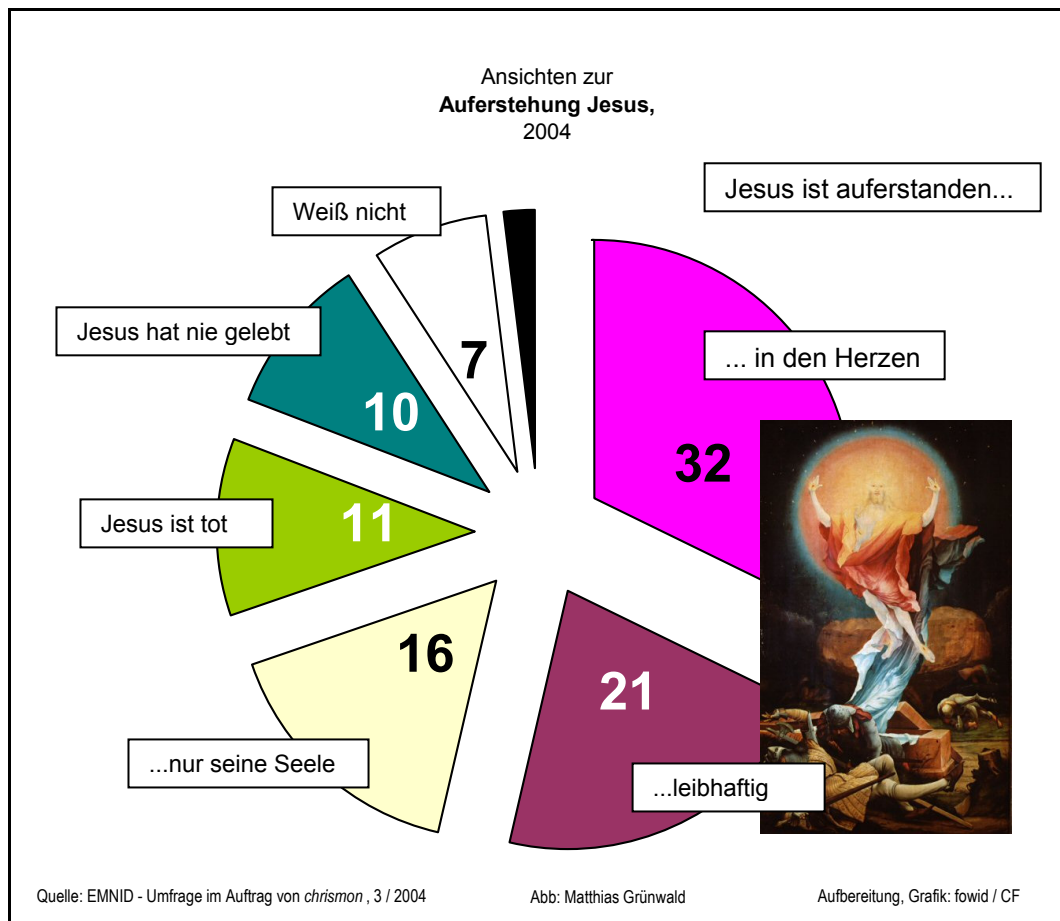 Ansichten zur
Auferstehung Jesus,
2004
Jesus ist auferstanden...
Weiß nicht
Jesus hat nie gelebt
... in den Herzen
7
10
32
Jesus ist tot
11
16
21
...nur seine Seele
...leibhaftig
Quelle: EMNID - Umfrage im Auftrag von chrismon , 3 / 2004
Abb: Matthias Grünwald
Aufbereitung, Grafik: fowid / CF